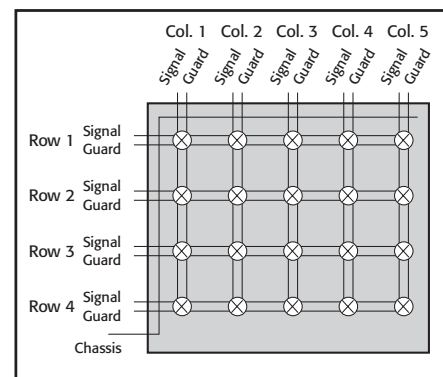 Col. 1 Col. 2 Col. 3 Col. 4 Col. 5
Signal Guard Signal Guard Signal Guard Signal Guard Signal Guard
Row 1 Signal
Guard
Row 2 Signal
Guard
Row 3 Signal
Guard
Row 4 Signal
Guard
Chassis